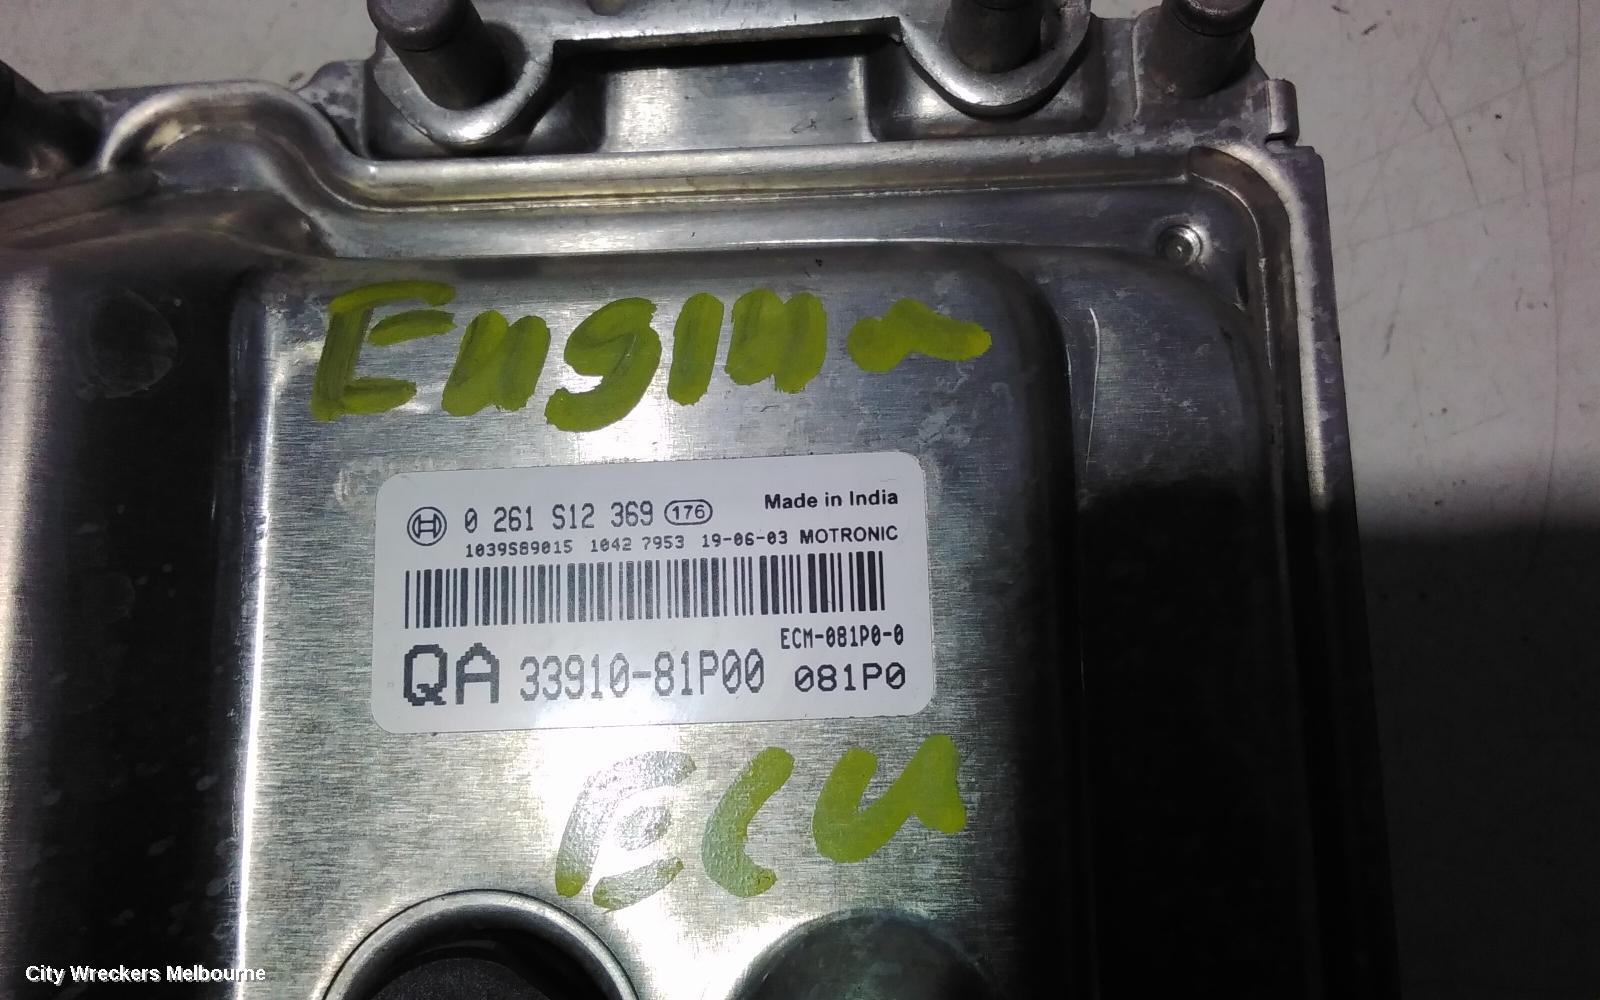 Engin
0 261 S12 369 176 Made in India
1039S89015 1042 7953 19-06-03 MOTRONIC
ECM-081P0-0
QA 33910-81P00 081P0
ECU
City Wreckers Melbourne